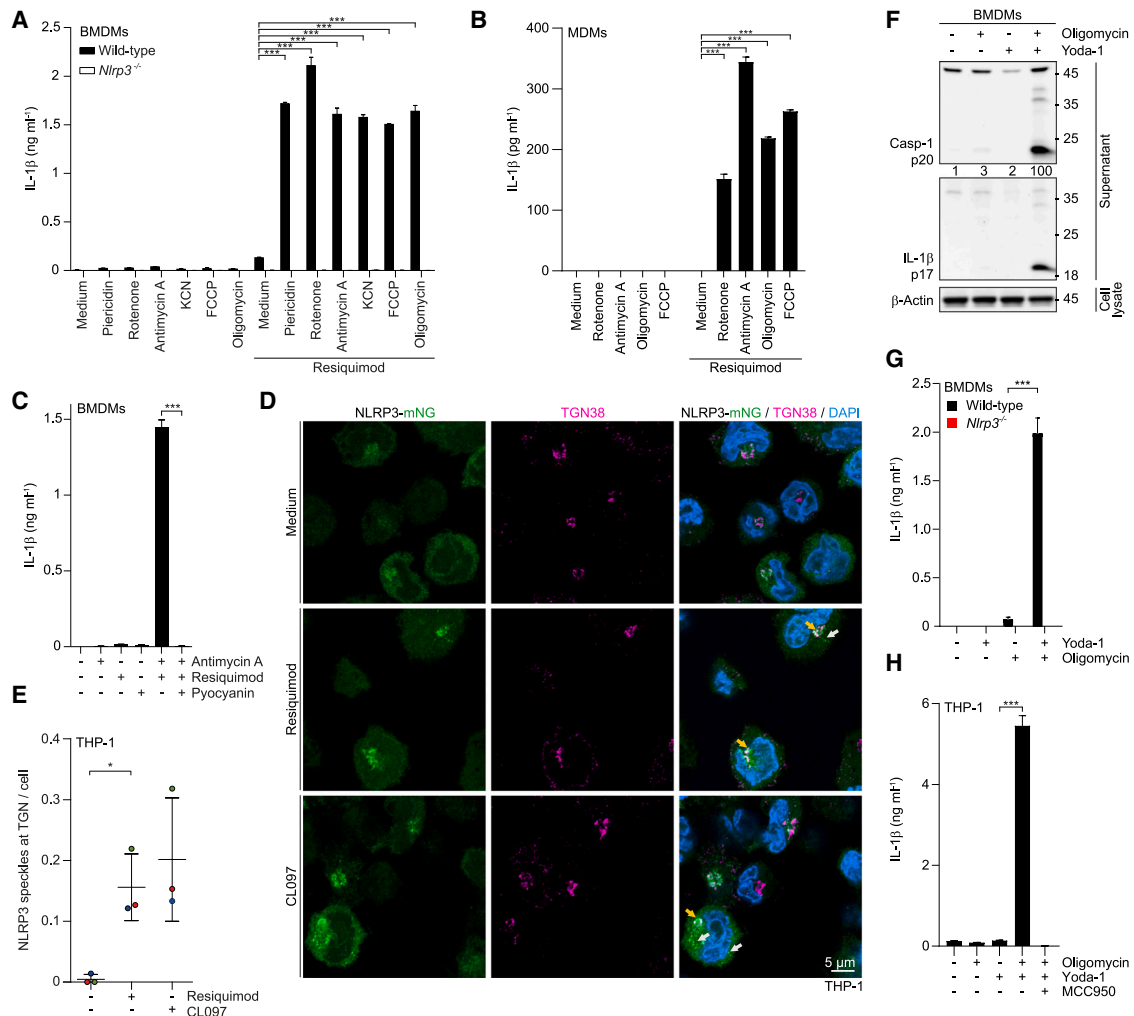 A
BMDMs
Wild-type
Nlrp3 -/-
IL-1β (ng ml-1)
2.5
2
1.5
1
0.5
0
***
***
***
***
***
***
Medium
Piericidin
Rotenone
Antimycin A
KCN
FCCP
Oligomycin
Medium
Piericidin
Rotenone
Antimycin A
KCN
FCCP
Oligomycin
Resiquimod
B
MDMs
IL-1β (pg ml-1)
400
300
200
100
0
***
***
***
***
Medium
Rotenone
Antimycin A
Oligomycin
FCCP
Medium
Rotenone
Antimycin A
Oligomycin
FCCP
Resiquimod
F
BMDMs
- + - + Oligomycin
- - + + Yoda-1
45
35
25
Casp-1
p20
1 3 2 100
35
25
IL-1β
p17
18
Supernatant
β-Actin
45
Cell
lysate
C
BMDMs
IL-1β (ng ml-1)
1.5
1
0.5
0
***
- + - - + + Antimycin A
- - + - + + Resiquimod
- - - + - + Pyocyanin
D
NLRP3-mNG
TGN38
NLRP3-mNG / TGN38 / DAPI
Medium
Resiquimod
CL097
5 μm
THP-1
E
THP-1
NLRP3 speckles at TGN / cell
0.4
0.3
0.2
0.1
0
*
- + - Resiquimod
- - + CL097
G
BMDMs
Wild-type
Nlrp3-/-
IL-1β (ng ml-1)
2.5
2.0
1.5
1.0
0.5
0
***
- + - + Yoda-1
- - + + Oligomycin
H
THP-1
IL-1β (ng ml-1)
6
4
2
0
***
- + - + + Oligomycin
- - + + + Yoda-1
- - - - + MCC950